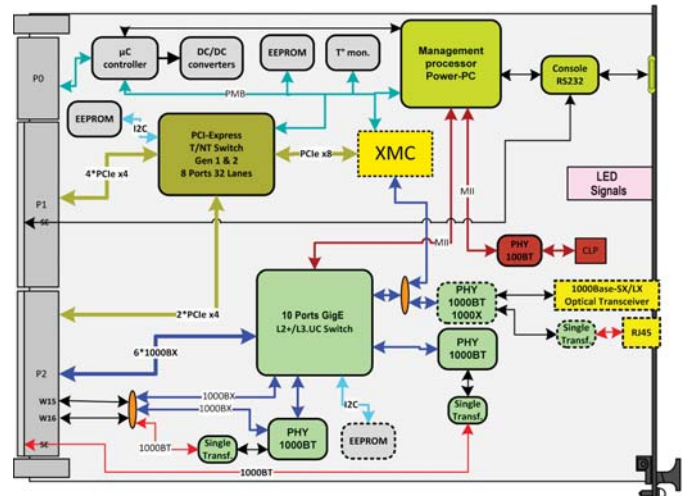 P0
µC
controller
DC/DC
converters
EEPROM
T° mon.
Management
processor
Power-PC
Console
RS232
PMB
EEPROM
I2C
PCI-Express
T/NT Switch
Gen 1 & 2
8 Ports 32 Lanes
PCIe x8
XMC
4*PCIe x4
P1
SE
MII
LED
Signals
MII
PHY
100BT
CLP
10 Ports GigE
L2+/L3.UC Switch
PHY
1000BT
1000X
1000Base-SX/LX
Optical Transceiver
2*PCIe x4
Single
Transf.
RJ45
PHY
1000BT
6*1000BX
P2
1000BX
W15
1000BX
W16
I2C
Single
Transf.
EEPROM
PHY
1000BT
Single
Transf.
1000BT
SE
1000BT